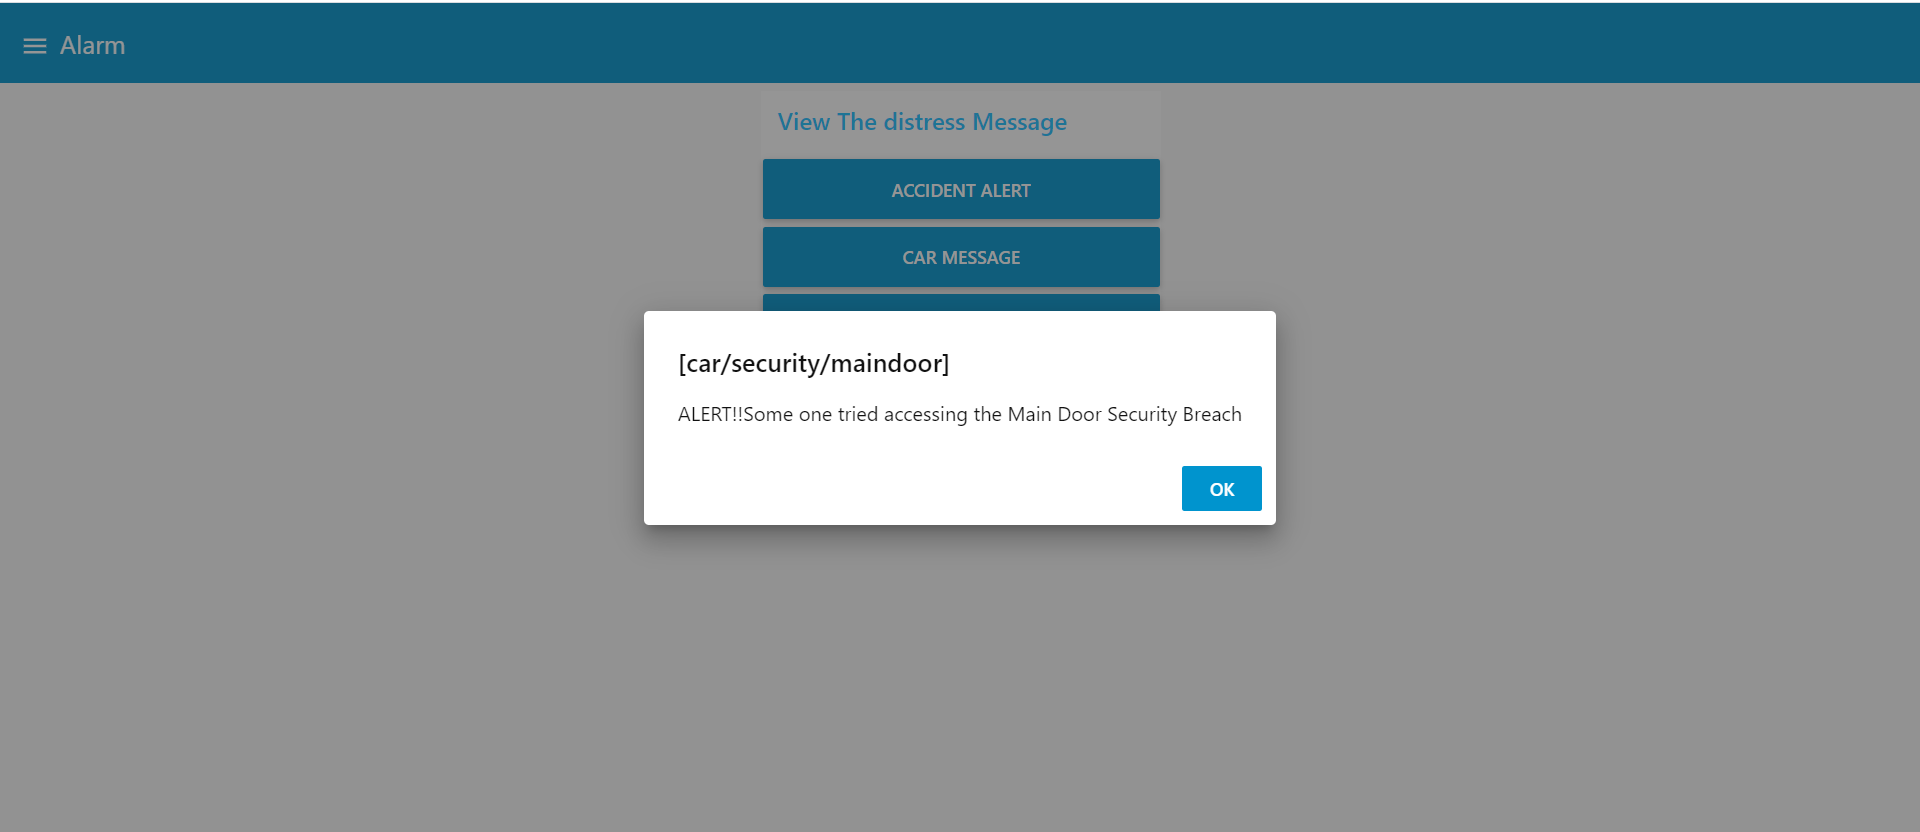 Alarm
View The distress Message
ACCIDENT ALERT
CAR MESSAGE
[car/security/maindoor]
ALERT!!Some one tried accessing the Main Door Security Breach
OK